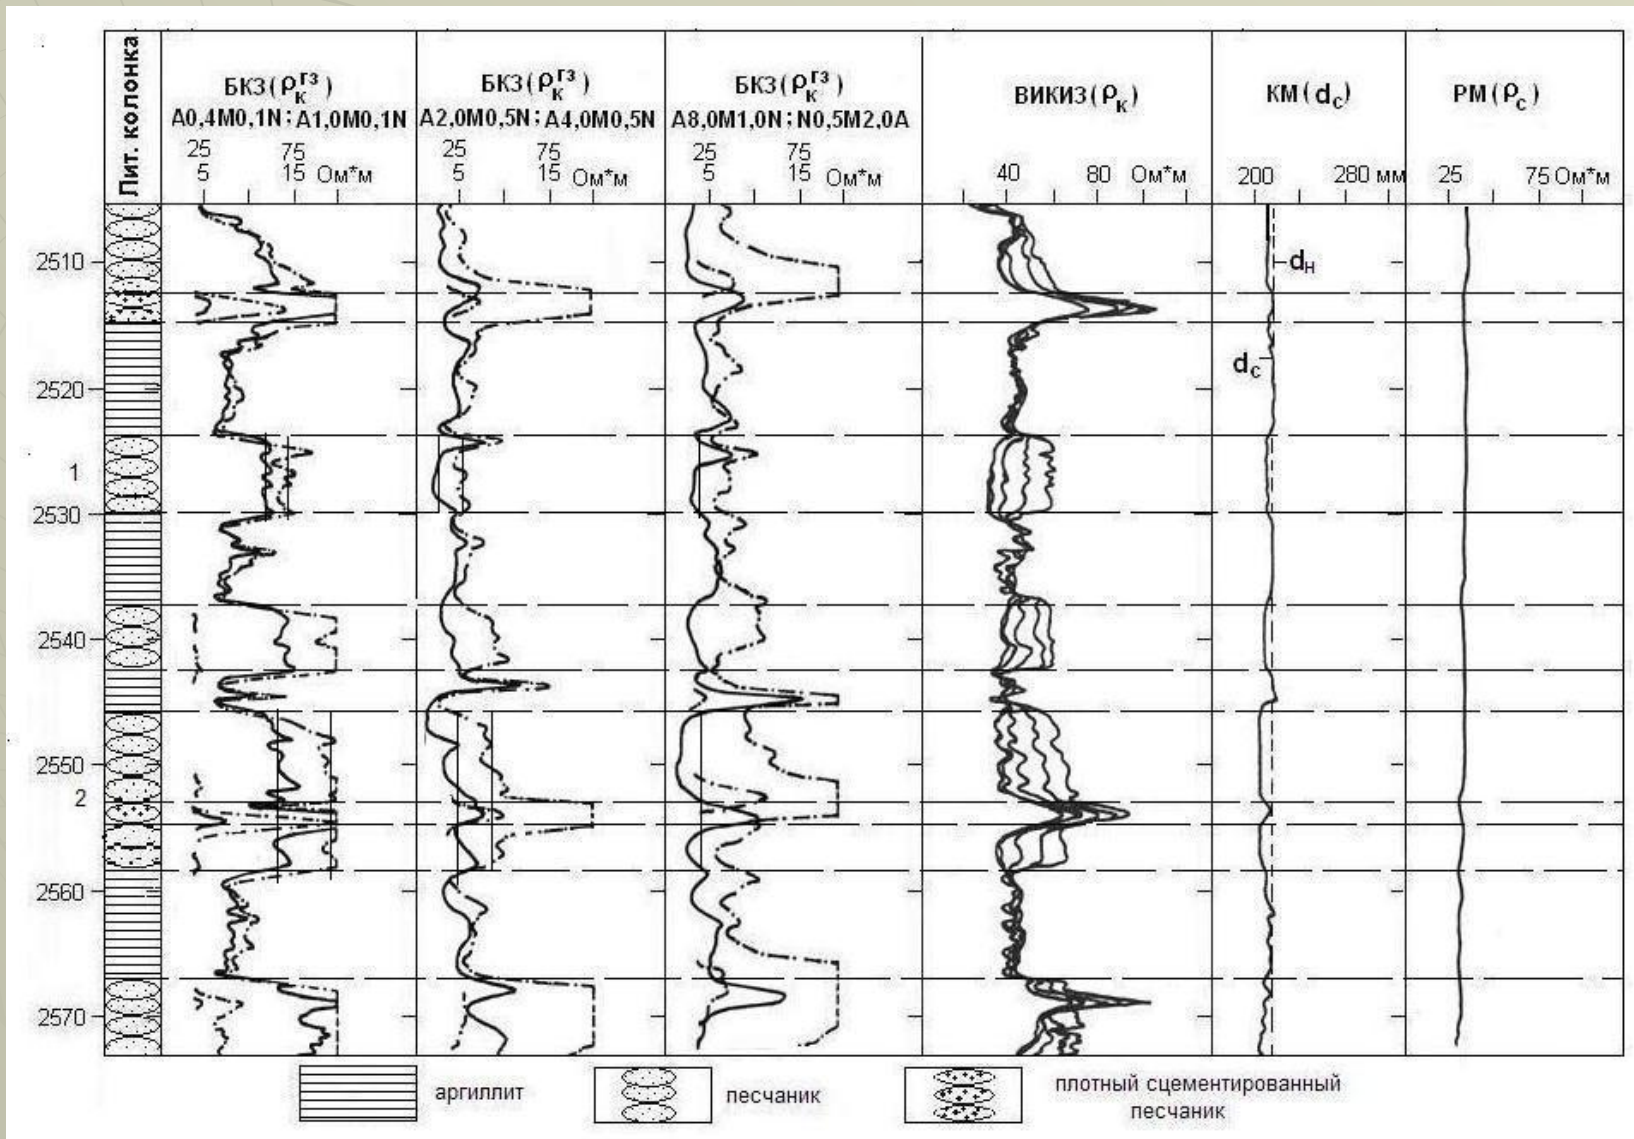 Лит. колонка
БКЗ(ρкгз)
A0,4M0,1N; A1,0M0,1N
25 75
5 15 Ом*м
БКЗ(ρкгз)
A2,0M0,5N; A4,0M0,5N
25 75
5 15 Ом*м
БКЗ(ρкгз)
A8,0M1,0N; N0,5M2,0A
25 75
5 15 Ом*м
ВИКИЗ(ρк)
40 80 Ом*м
КМ(dс)
200 280 мм
РМ(ρс)
25 75 Ом*м
2510
dн
dс
2520
1
2530
2540
2550
2
2560
2570
аргиллит
песчаник
плотный сцементированный
песчаник